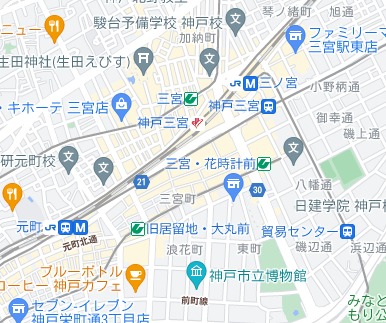 琴ノ緒町
旭通
駿台予備学校 神戸校
加納町
ニュー
ファミリーマ
三宮駅東店
生田神社(生田えびす)
三ノ宮
小野柄通
・キホーテ 三宮店
三宮
神戸三宮
御幸通
磯上通
神戸三宮
研元町校
三宮・花時計前
21
30
八幡通
三宮町
日建学院 神戸校
元町
旧居留地・大丸前
貿易センター
元町北通
浪花町
東町
磯辺通
浜辺通
ブルーボトル
コーヒー 神戸カフェ
神戸市立博物館
前町線
みなと
もり公
セブン-イレブン
神戸栄町通3丁目店